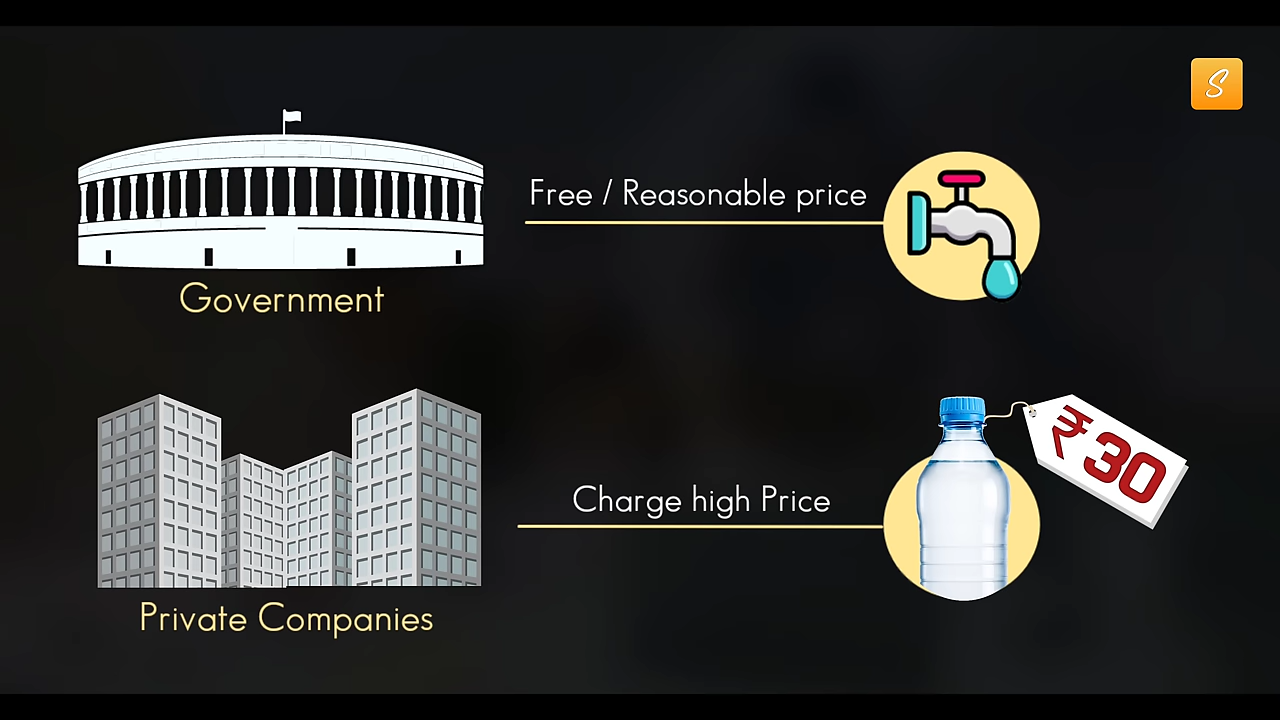 S
Free / Reasonable price
Government
₹30
Charge high Price
Private Companies